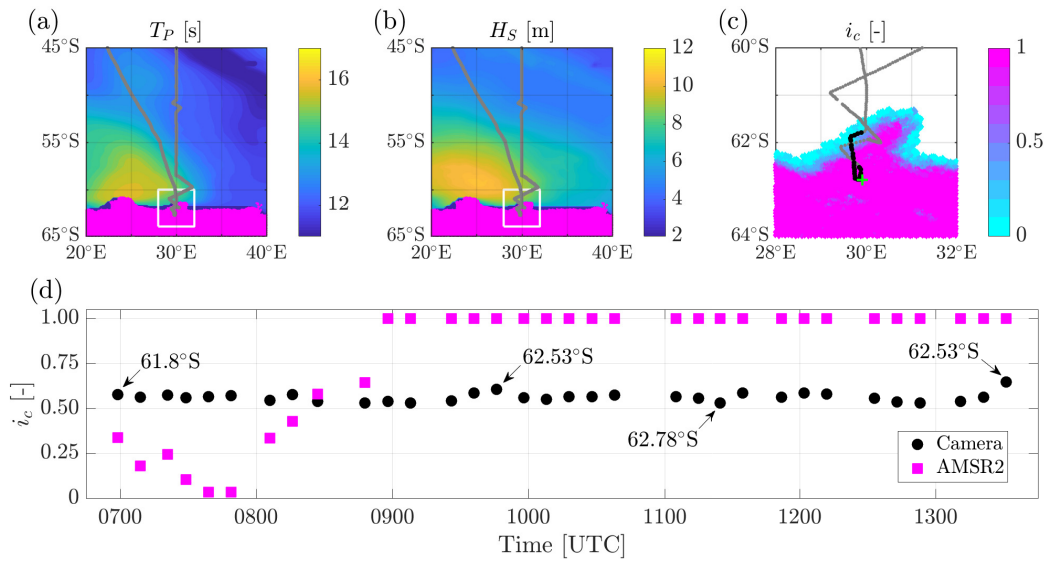 (a)
T_P [s]
45°S
55°S
65°S
20°E
30°E
40°E
16
14
12
(b)
H_S [m]
45°S
55°S
65°S
20°E
30°E
40°E
12
10
8
6
4
2
(c)
i_c [-]
60°S
62°S
64°S
28°E
30°E
32°E
1
0.5
0
(d)
1.00
0.75
0.50
0.25
0
i_c [-]
61.8°S
62.53°S
62.78°S
62.53°S
Camera
AMSR2
0700
0800
0900
1000
1100
1200
1300
Time [UTC]